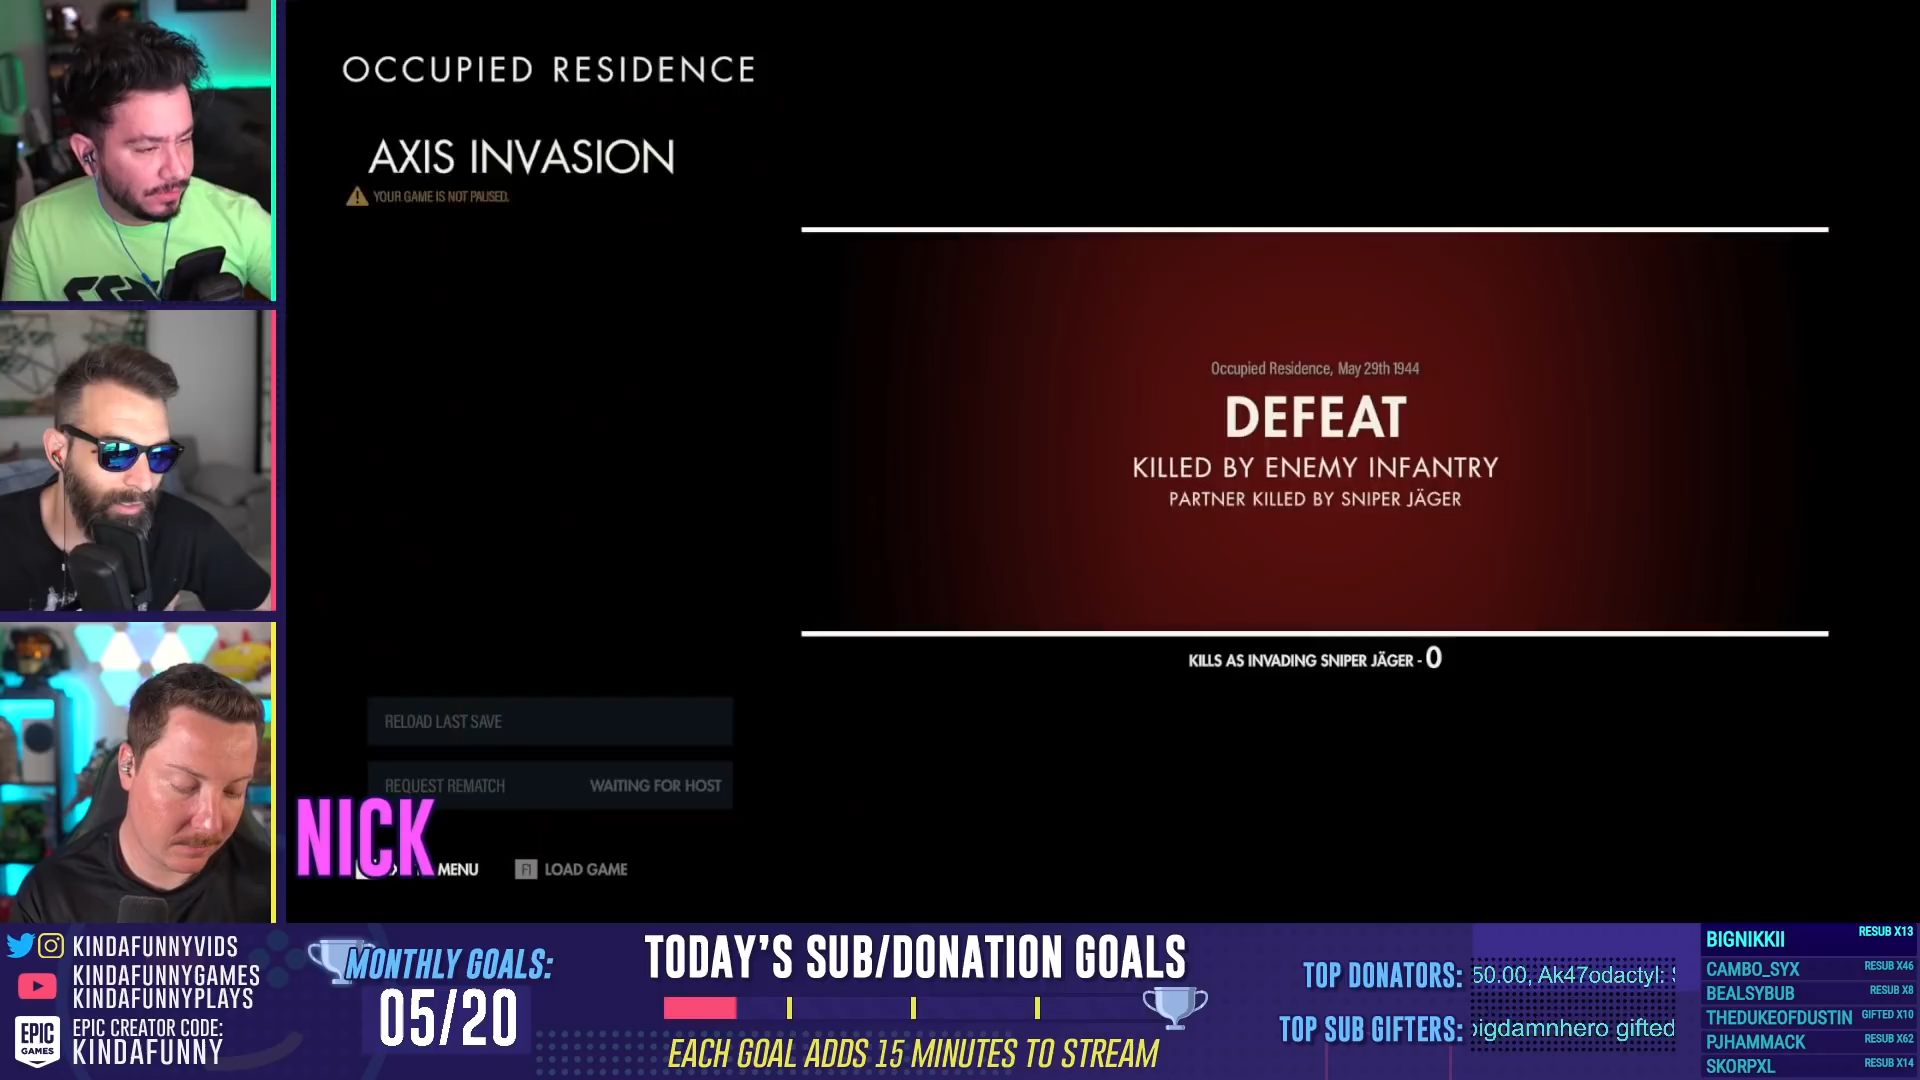 OCCUPIED RESIDENCE
AXIS INVASION
YOUR GAME IS NOT PAUSED.
Occupied Residence, May 29th 1944
DEFEAT
KILLED BY ENEMY INFANTRY
PARTNER KILLED BY SNIPER JÄGER
KILLS AS INVADING SNIPER JÄGER - 0
RELOAD LAST SAVE
REQUEST REMATCH WAITING FOR HOST
NICK
MENU
F1 LOAD GAME
KINDAFUNNYVIDS
KINDAFUNNYGAMES
KINDAFUNNYPLAYS
EPIC GAMES
EPIC CREATOR CODE:
KINDAFUNNY
MONTHLY GOALS:
05/20
TODAY'S SUB/DONATION GOALS
EACH GOAL ADDS 15 MINUTES TO STREAM
TOP DONATORS: 50.00, Ak47odactyl:
TOP SUB GIFTERS: bigdamnhero gifted
BIGNIKKII RESUB X13
CAMBO_SYX RESUB X46
BEALSYBUB RESUB X8
THEDUKEOFDUSTIN GIFTED X10
PJHAMMACK RESUB X62
SKORPXL RESUB X14